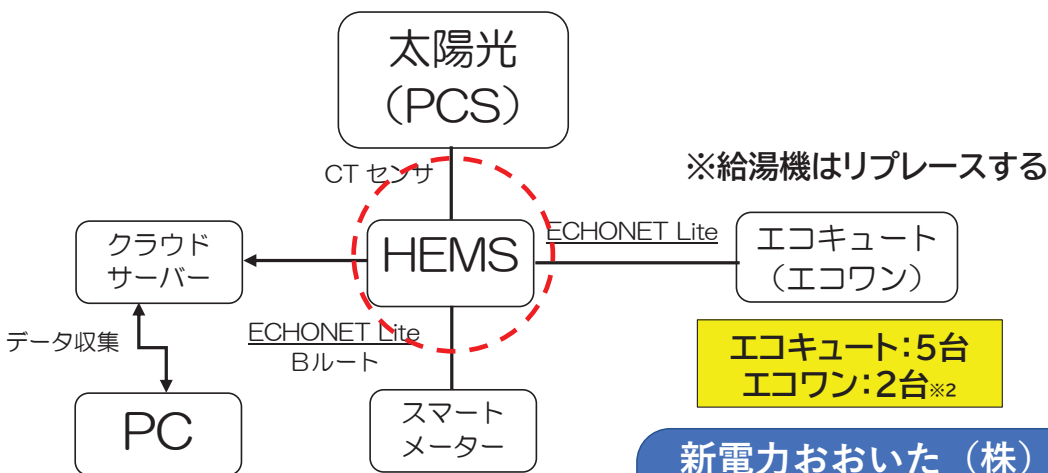 太陽光
(PCS)
CT センサ
※給湯機はリプレースする
クラウド
サーバー
HEMS
ECHONET Lite
エコキュート
(エコワン)
データ収集
ECHONET Lite
Bルート
エコキュート:5台
エコワン:2台※2
PC
スマート
メーター
新電力おおいた(株)